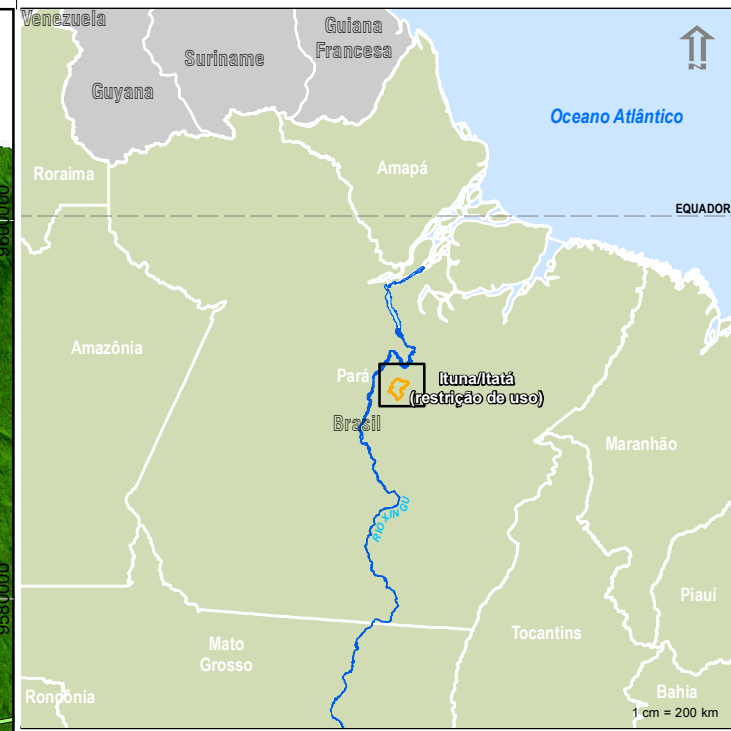 Venezuela
Guiana
Francesa
Suriname
Guyana
N
Oceano Atlântico
Roraima
Amapá
EQUADOR
Amazônia
Pará
Ituna/Itatá
(restrição de uso)
Brasil
Maranhão
RIO XINGU
Piauí
Tocantins
Mato
Grosso
Rondônia
Bahia
1 cm = 200 km
9580000